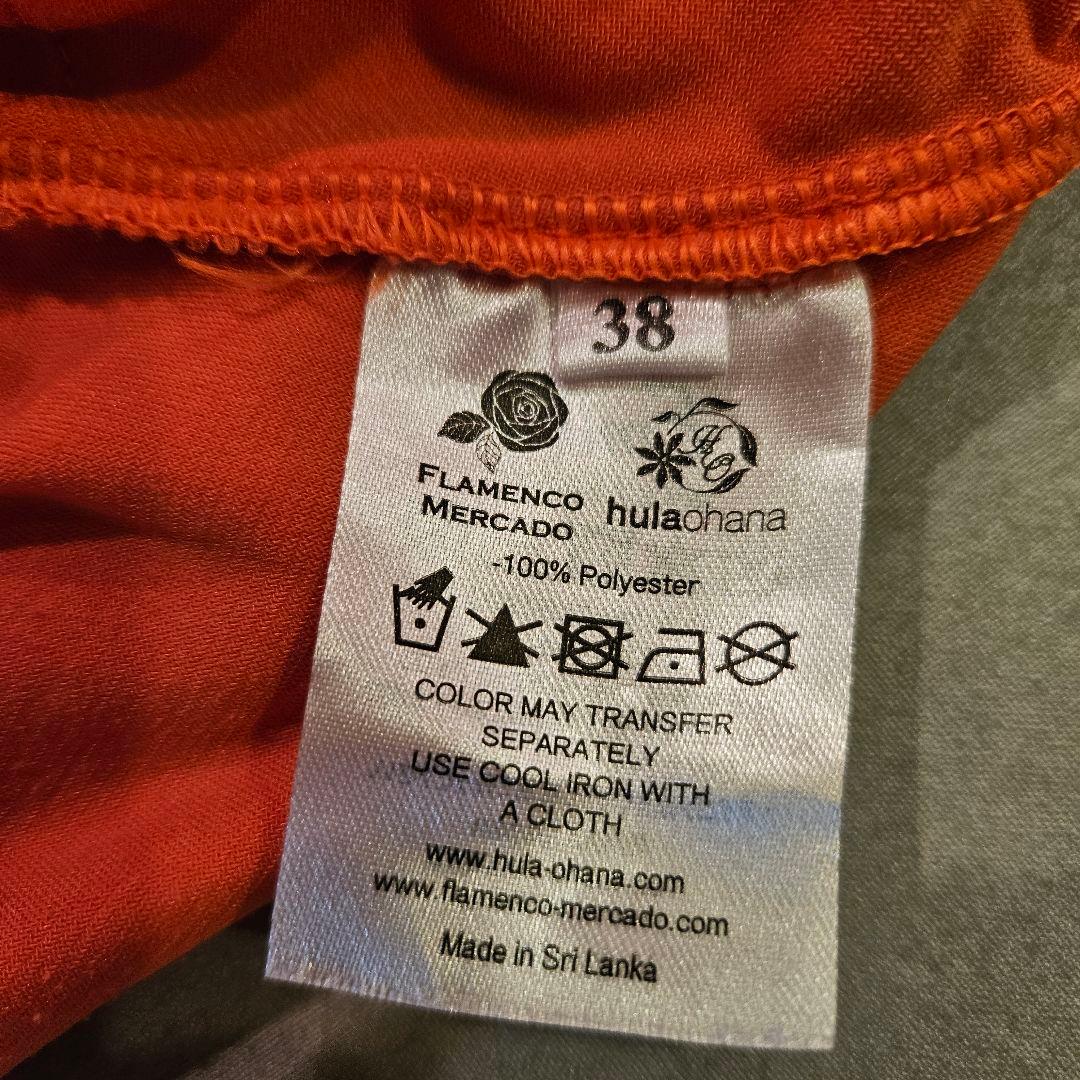 38
FLAMENCO
MERCADO
HO
hulaohana
-100% Polyester
COLOR MAY TRANSFER
SEPARATELY
USE COOL IRON WITH
A CLOTH
www.hula-ohana.com
www.flamenco-mercado.com
Made in Sri Lanka